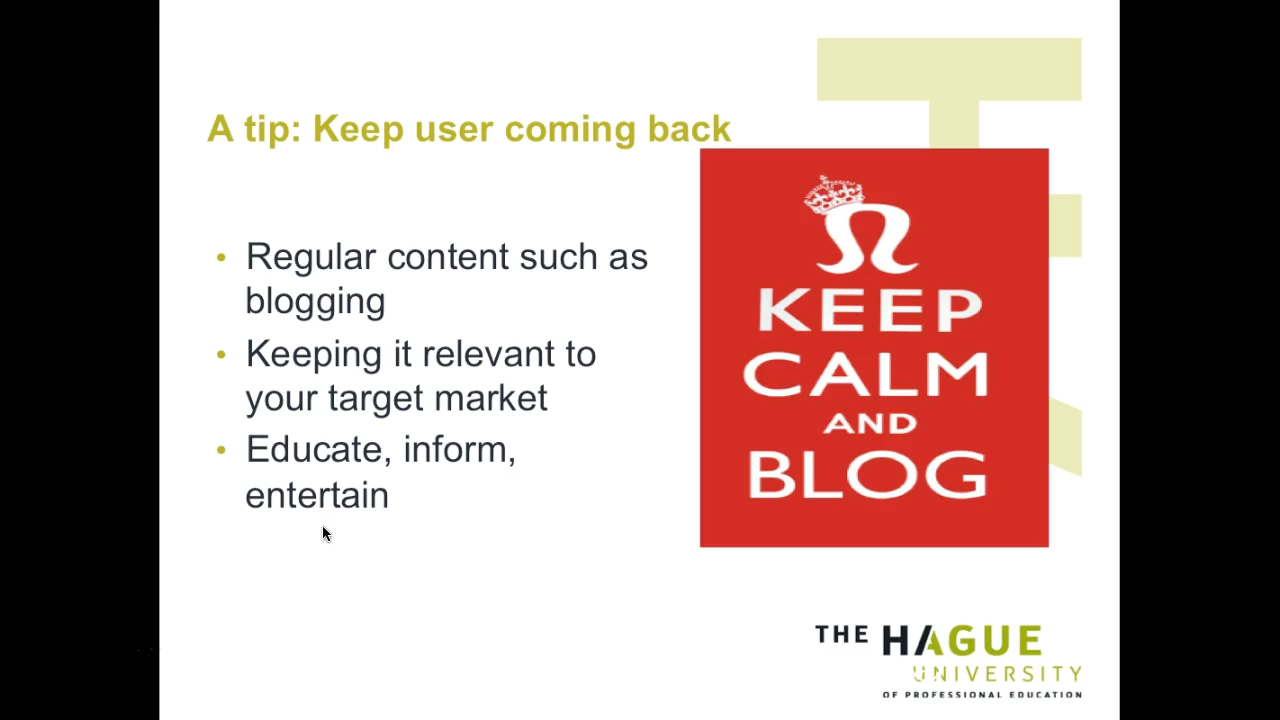 A tip: Keep user coming back
• Regular content such as
blogging
• Keeping it relevant to
your target market
• Educate, inform,
entertain
KEEP
CALM
AND
BLOG
THE HAGUE
UNIVERSITY
OF PROFESSIONAL EDUCATION